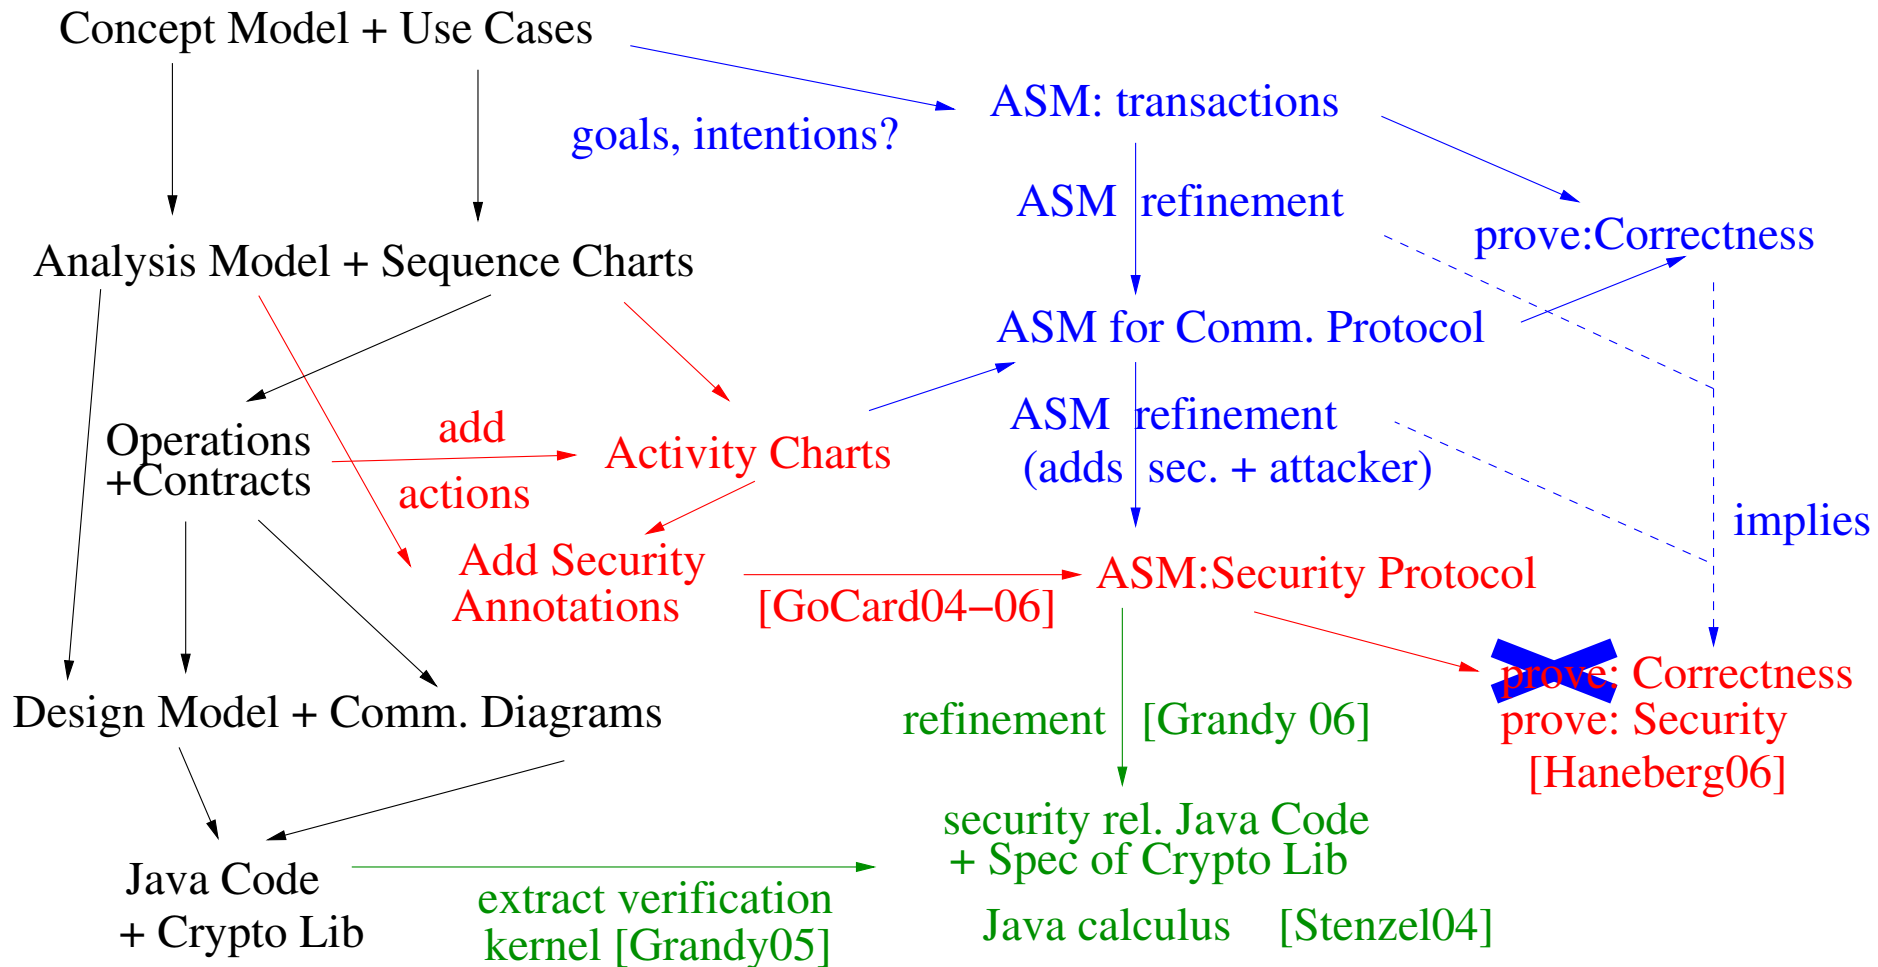 Concept Model + Use Cases
ASM: transactions
goals, intentions?
ASM refinement
prove:Correctness
Analysis Model + Sequence Charts
ASM for Comm. Protocol
add
actions
Operations
+Contracts
Activity Charts
ASM refinement
(adds sec. + attacker)
implies
Add Security
Annotations
[GoCard04−06]
ASM:Security Protocol
prove: Correctness
prove: Security
[Haneberg06]
Design Model + Comm. Diagrams
refinement [Grandy 06]
security rel. Java Code
+ Spec of Crypto Lib
Java Code
+ Crypto Lib
extract verification
kernel [Grandy05]
Java calculus [Stenzel04]